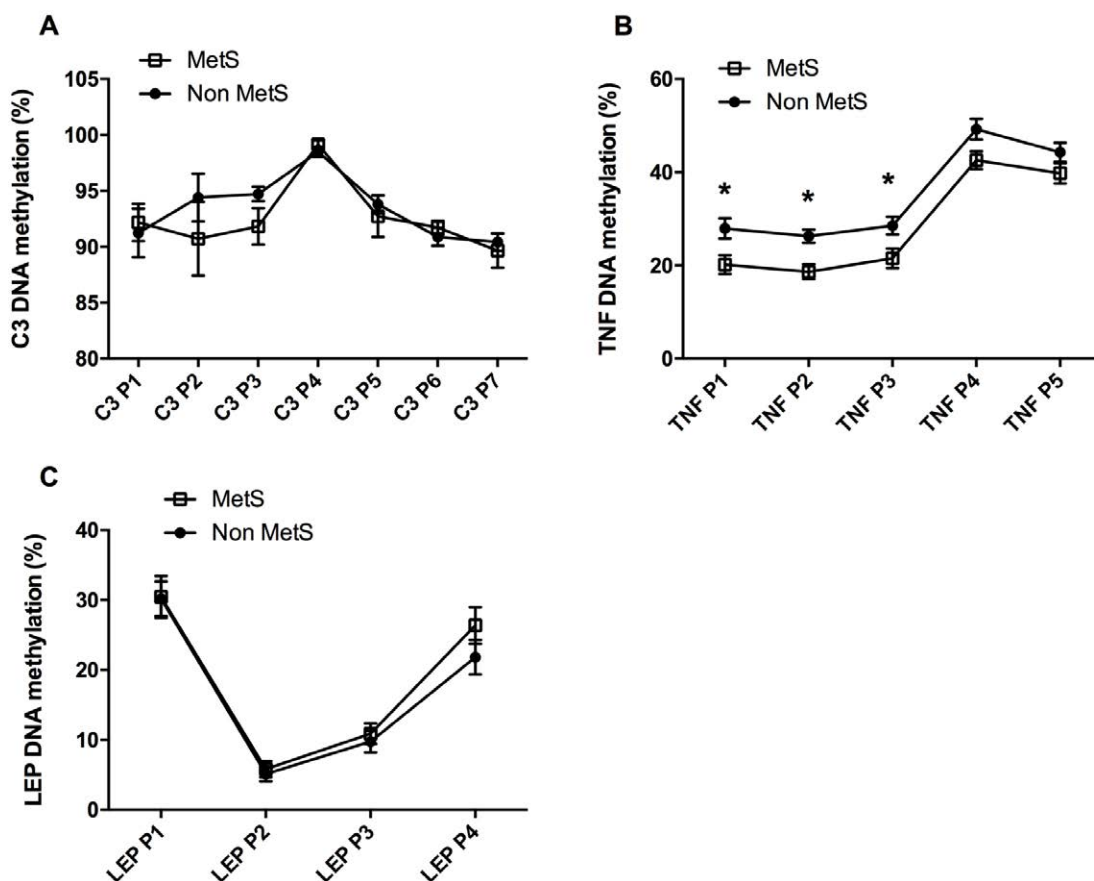 A
MetS
Non MetS
C3 DNA methylation (%)
105
100
95
90
85
80
C3 P1
C3 P2
C3 P3
C3 P4
C3 P5
C3 P6
C3 P7
B
MetS
Non MetS
TNF DNA methylation (%)
60
40
20
0
*
*
*
TNF P1
TNF P2
TNF P3
TNF P4
TNF P5
C
MetS
Non MetS
LEP DNA methylation (%)
40
30
20
10
0
LEP P1
LEP P2
LEP P3
LEP P4